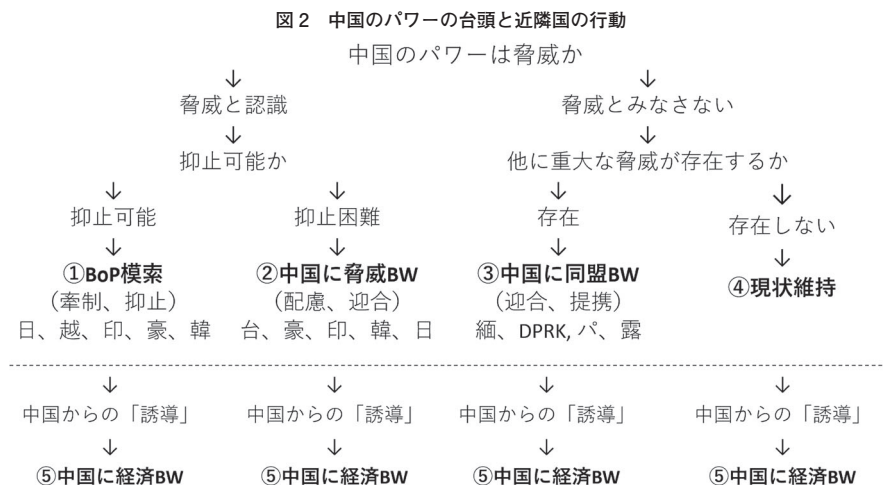 図２　中国のパワーの台頭と近隣国の行動
中国のパワーは脅威か
↓ ↓
脅威と認識 脅威とみなさない
↓ ↓
抑止可能か 他に重大な脅威が存在するか
↓ ↓ ↓ ↓
抑止可能 抑止困難 存在 存在しない
↓ ↓ ↓ ↓
①BoP模索 ②中国に脅威BW ③中国に同盟BW ④現状維持
（牽制、抑止） （配慮、迎合） （迎合、提携）
日、越、印、豪、韓 台、豪、印、韓、日 緬、DPRK, パ、露
↓ ↓ ↓ ↓
中国からの「誘導」 中国からの「誘導」 中国からの「誘導」 中国からの「誘導」
↓ ↓ ↓ ↓
⑤中国に経済BW ⑤中国に経済BW ⑤中国に経済BW ⑤中国に経済BW